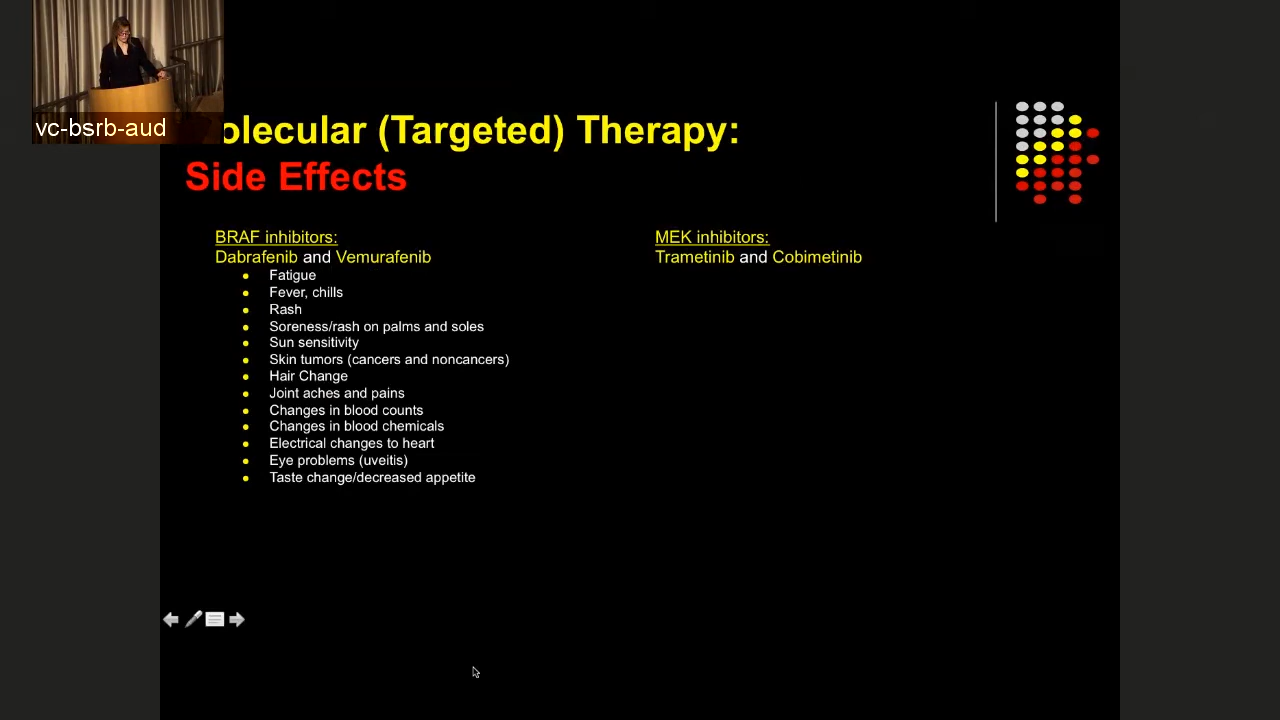 vc-bsrb-aud
olecular (Targeted) Therapy:
Side Effects
BRAF inhibitors:
Dabrafenib and Vemurafenib
Fatigue
Fever, chills
Rash
Soreness/rash on palms and soles
Sun sensitivity
Skin tumors (cancers and noncancers)
Hair Change
Joint aches and pains
Changes in blood counts
Changes in blood chemicals
Electrical changes to heart
Eye problems (uveitis)
Taste change/decreased appetite
MEK inhibitors:
Trametinib and Cobimetinib